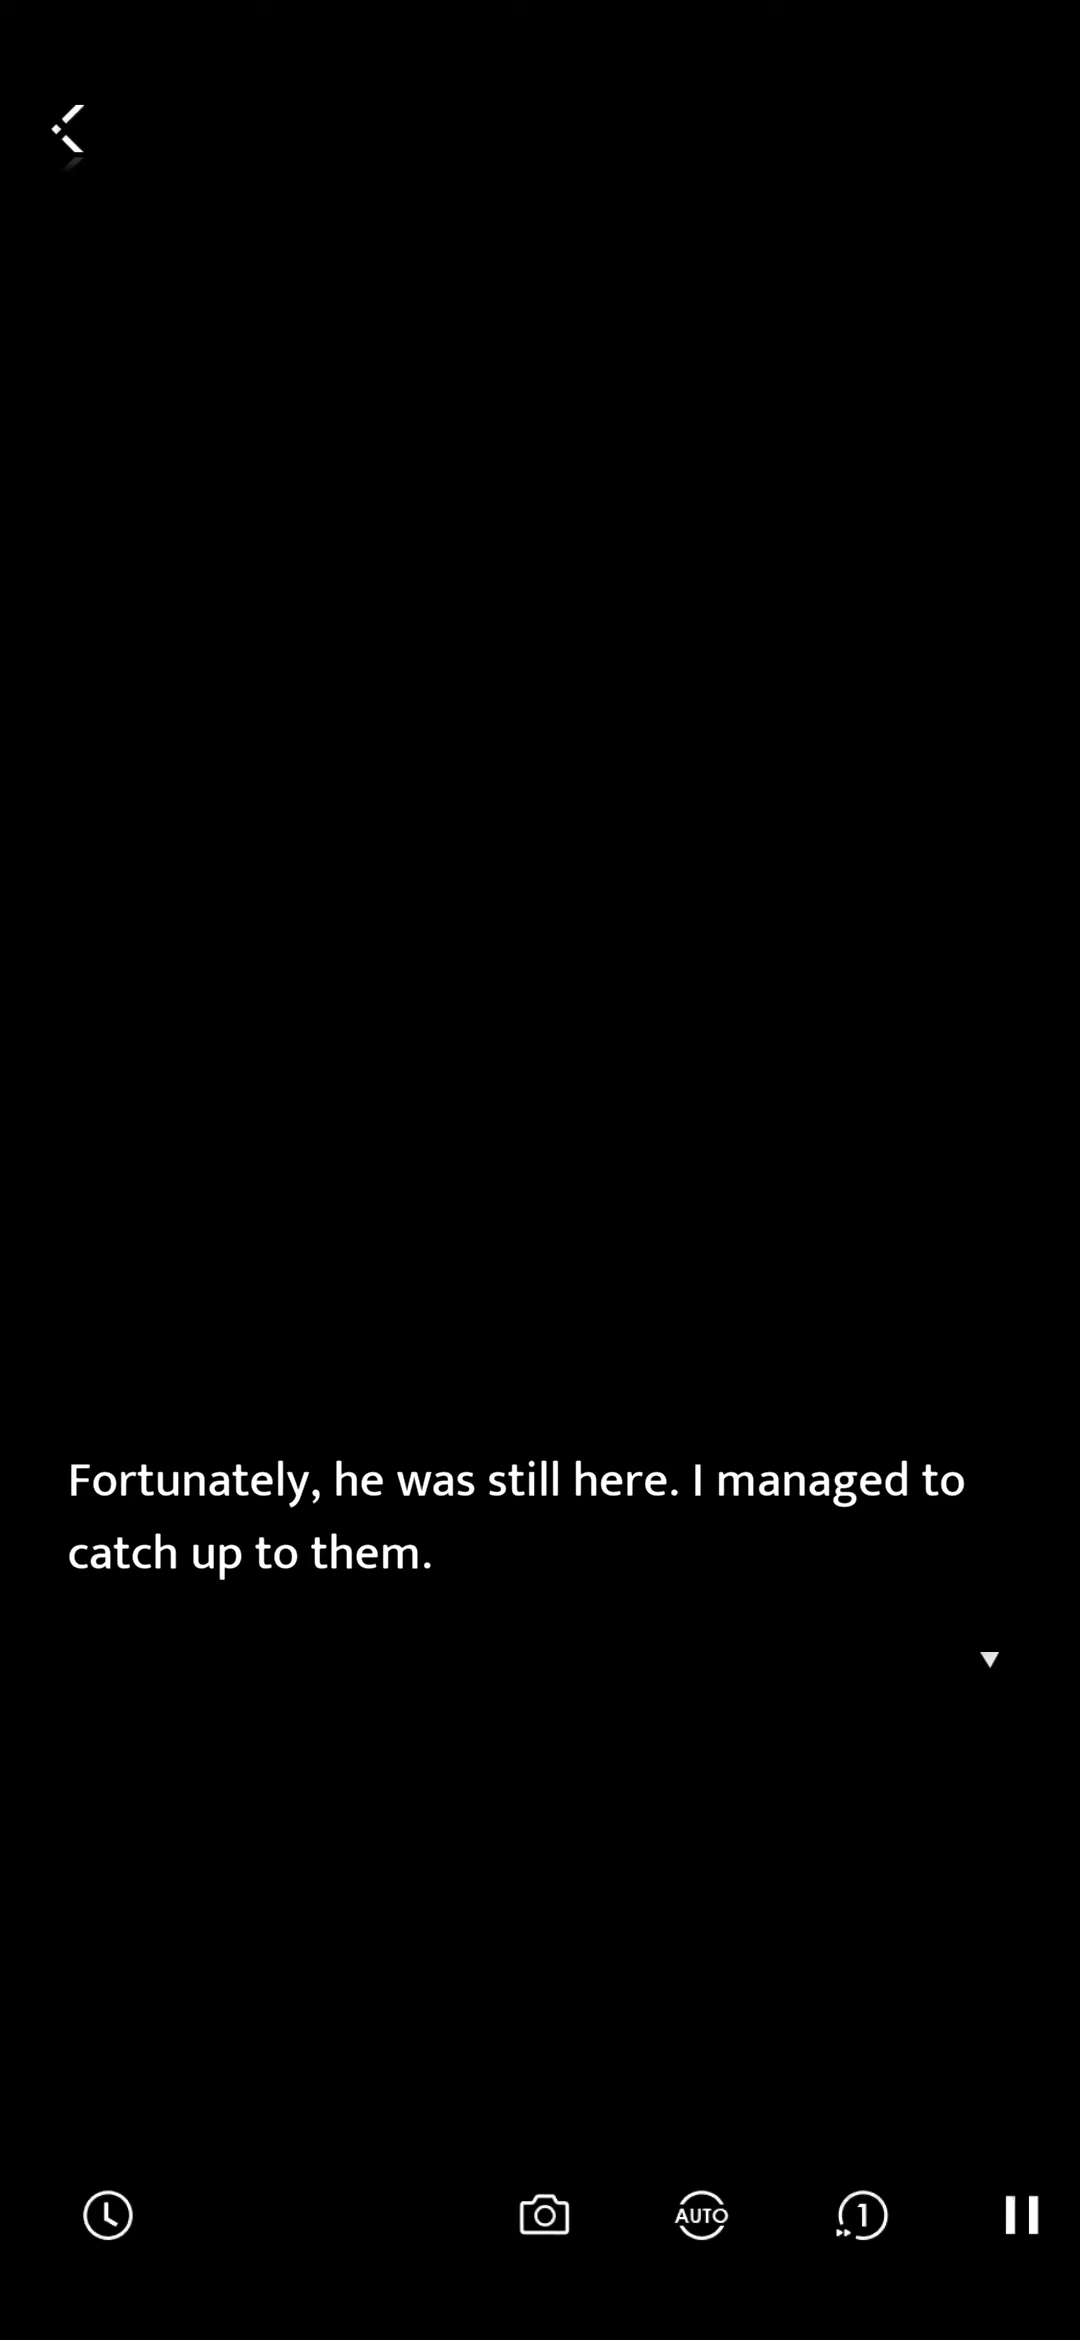 Fortunately, he was still here. I managed to
catch up to them.
AUTO
1